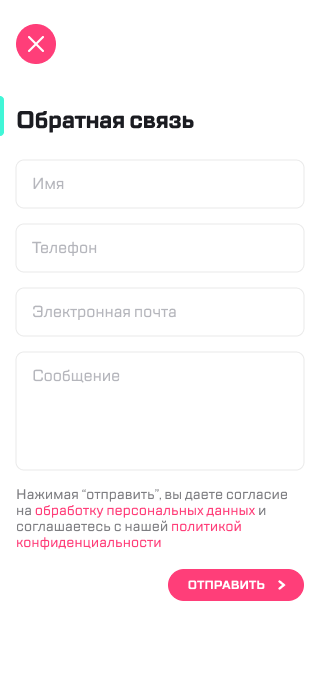 Обратная связь
Имя
Телефон
Электронная почта
Сообщение
Нажимая “отправить”, вы даете согласие
на обработку персональных данных и
соглашаетесь с нашей политикой
конфиденциальности
ОТПРАВИТЬ